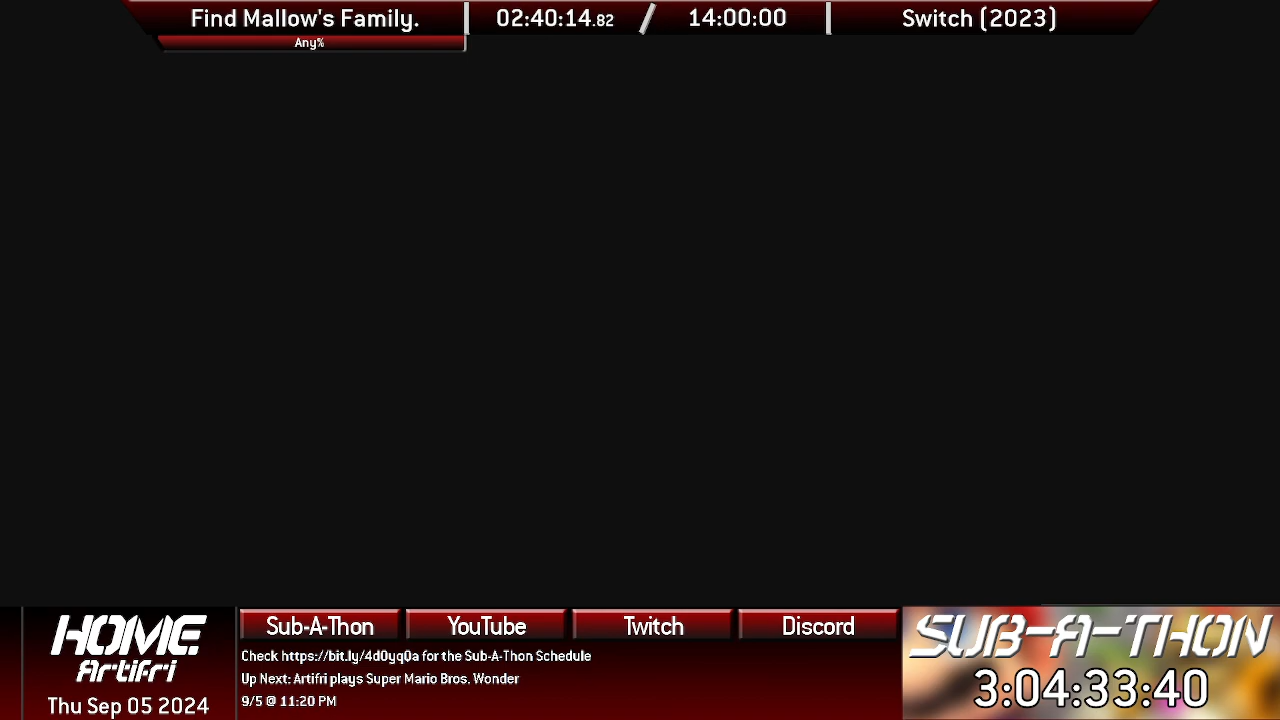 Find Mallow's Family.
02:40:14.82 / 14:00:00
Switch (2023)
Any%
HOME
Artifri
Thu Sep 05 2024
Sub-A-Thon
YouTube
Twitch
Discord
Check https://bit.ly/4d0yqQa for the Sub-A-Thon Schedule
Up Next: Artifri plays Super Mario Bros. Wonder
9/5 @ 11:20 PM
SUB-A-THON
3:04:33:40